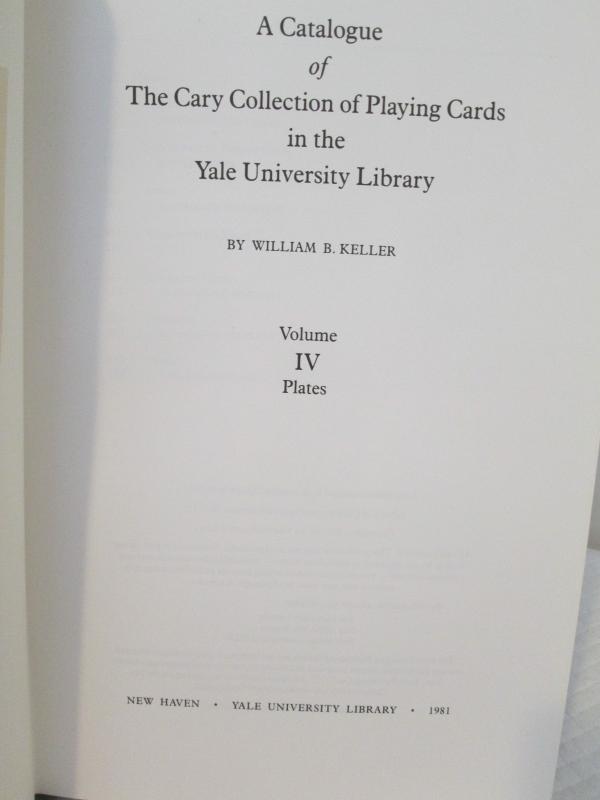 A Catalogue
of
The Cary Collection of Playing Cards
in the
Yale University Library
BY WILLIAM B. KELLER
Volume
IV
Plates
NEW HAVEN • YALE UNIVERSITY LIBRARY • 1981